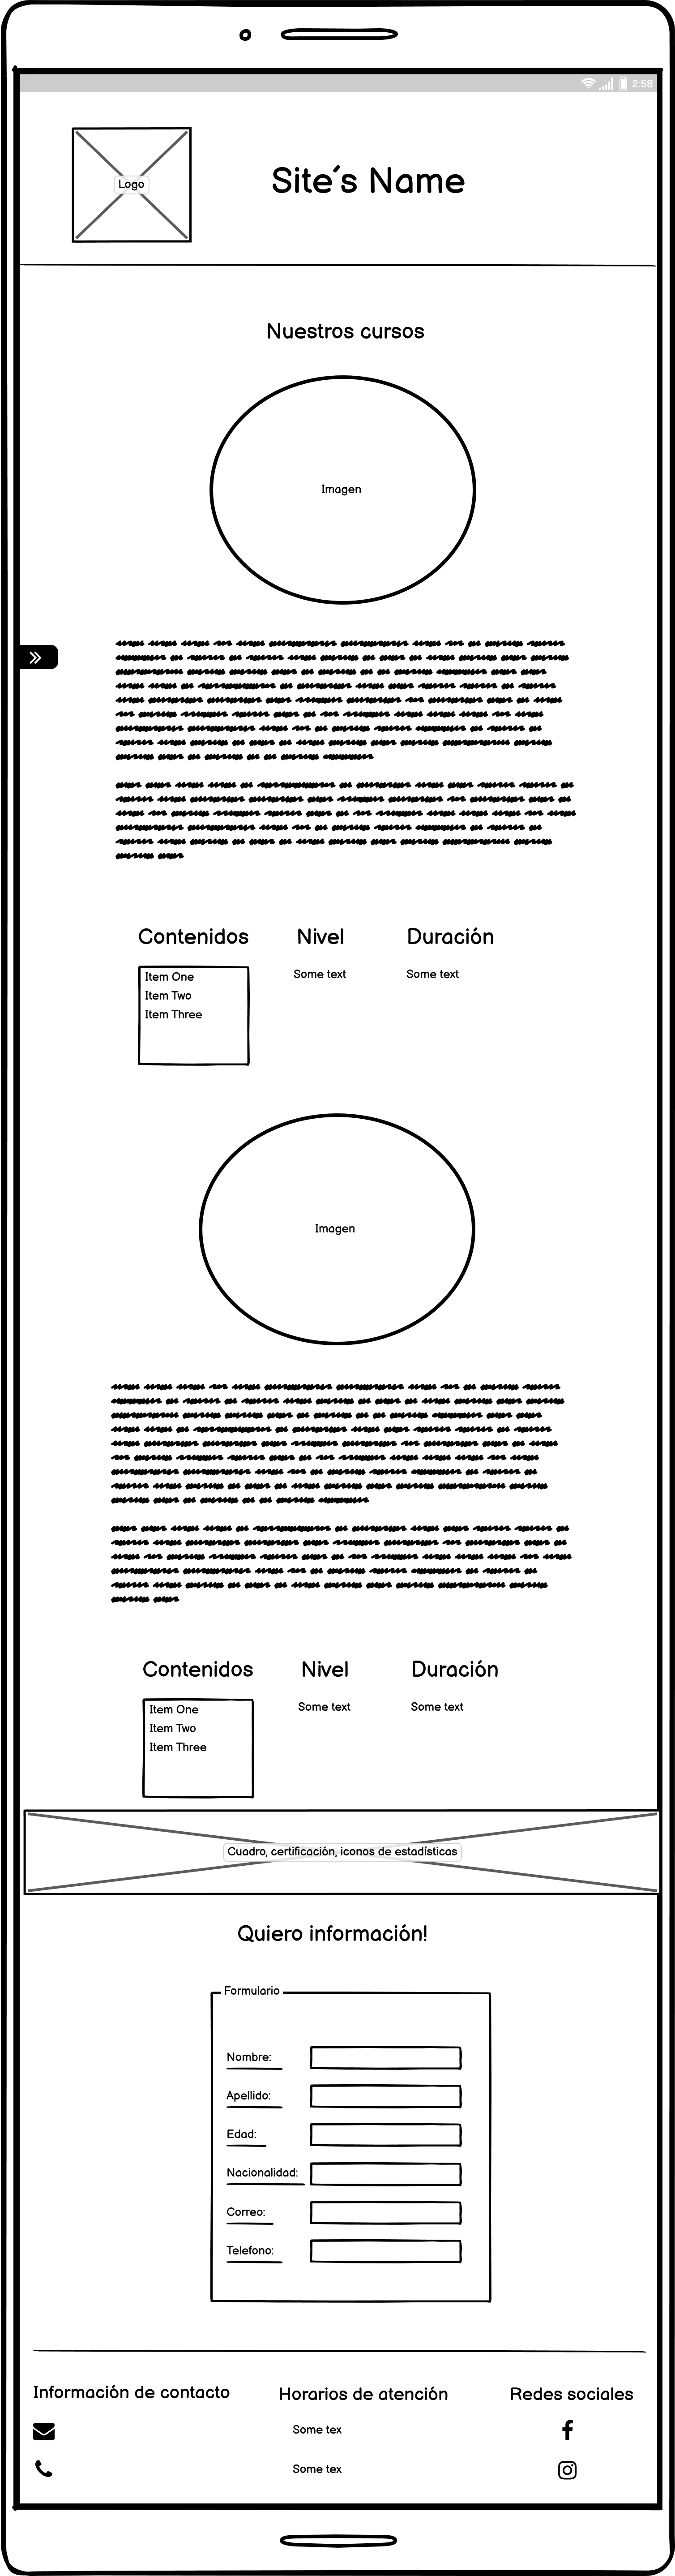 2:58
Logo
Site´s Name
Nuestros cursos
Imagen
Contenidos Nivel Duración
Item One Some text Some text
Item Two
Item Three
Imagen
Contenidos Nivel Duración
Item One Some text Some text
Item Two
Item Three
Cuadro, certificación, iconos de estadísticas
Quiero información!
Formulario
Nombre:
Apellido:
Edad:
Nacionalidad:
Correo:
Telefono:
Información de contacto Horarios de atención Redes sociales
Some tex
Some tex